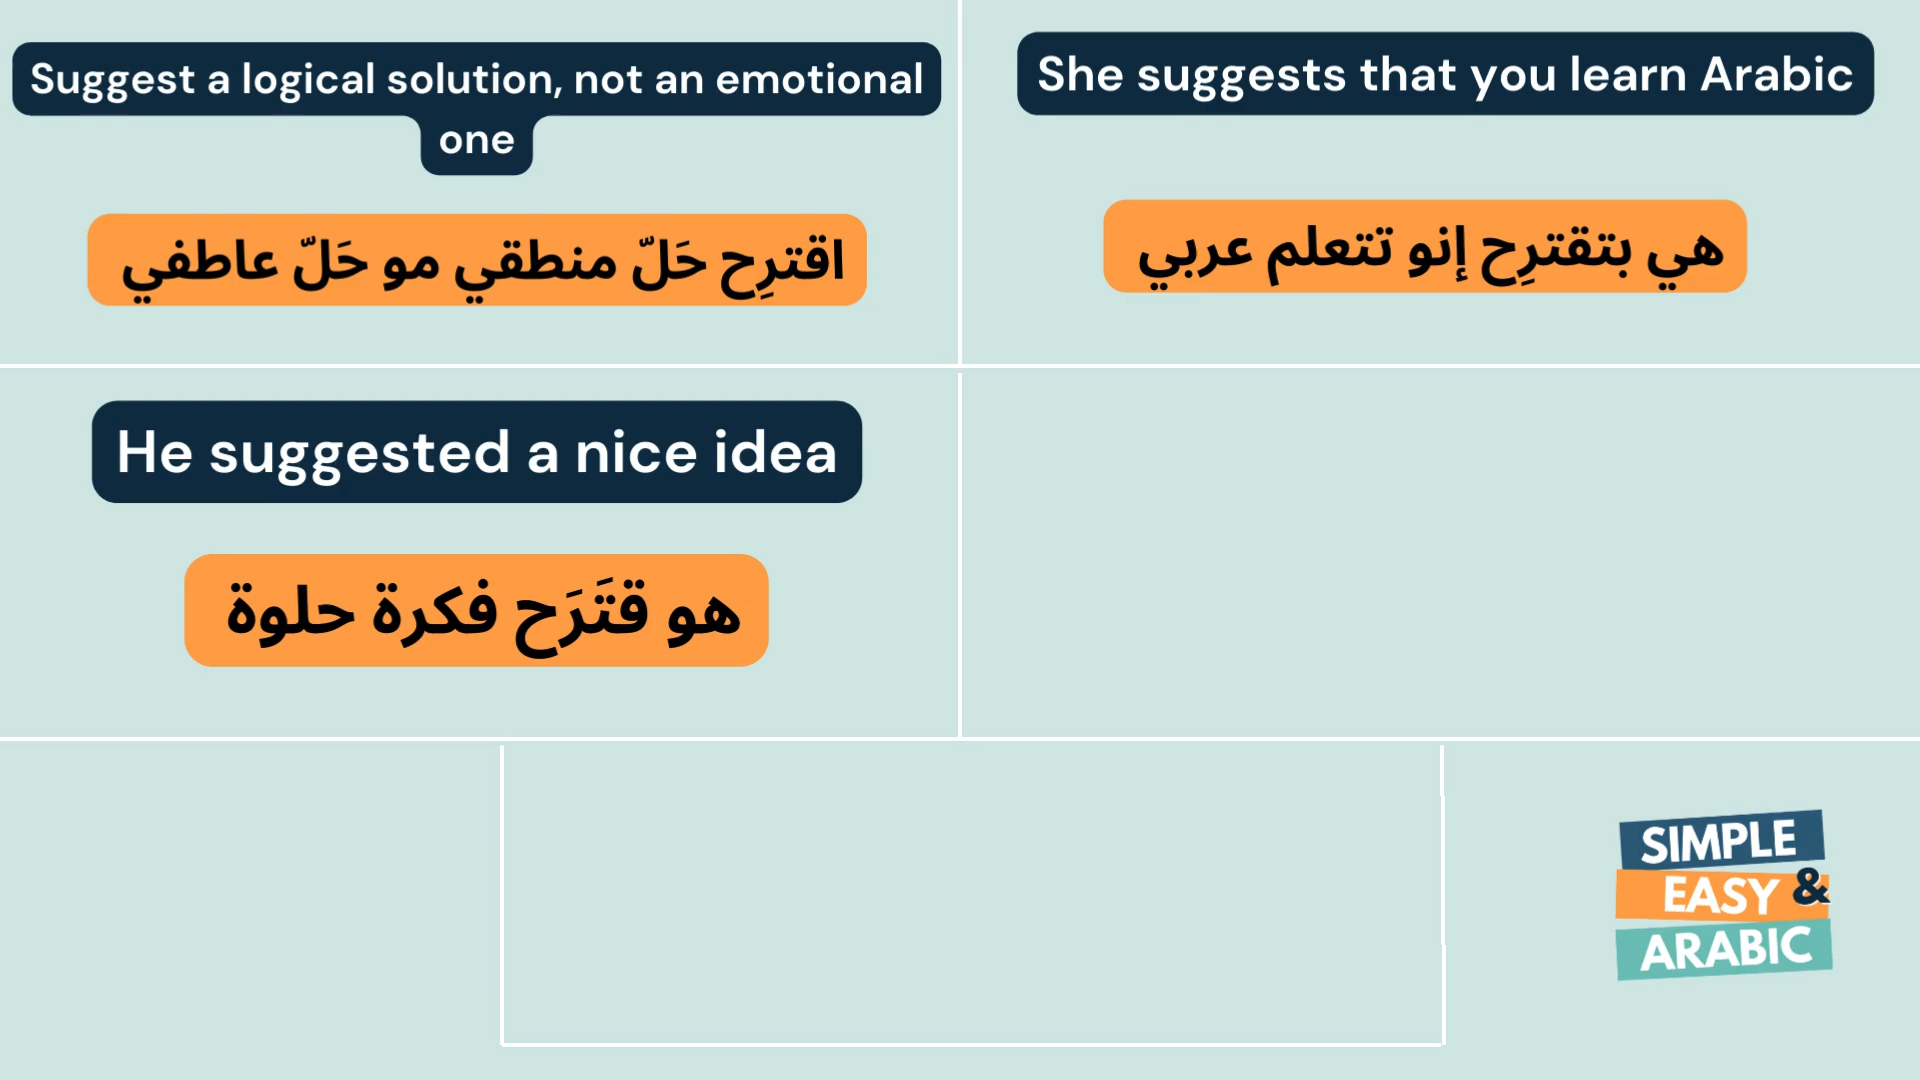 Suggest a logical solution, not an emotional
one
اقترِح حَلّ منطقي مو حَلّ عاطفي
She suggests that you learn Arabic
هي بتقترِح إنو تتعلم عربي
He suggested a nice idea
هو قتَرَح فكرة حلوة
SIMPLE
EASY &
ARABIC